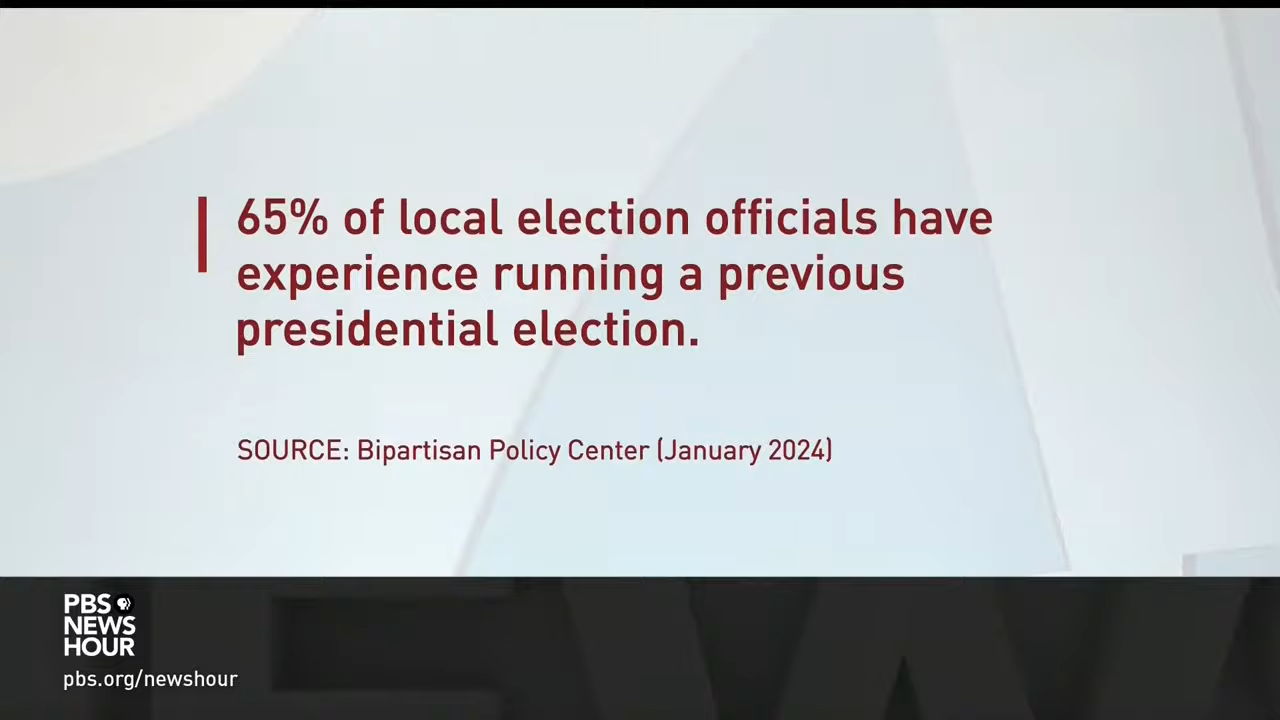 65% of local election officials have
experience running a previous
presidential election.
SOURCE: Bipartisan Policy Center (January 2024)
PBS
NEWS
HOUR
pbs.org/newshour